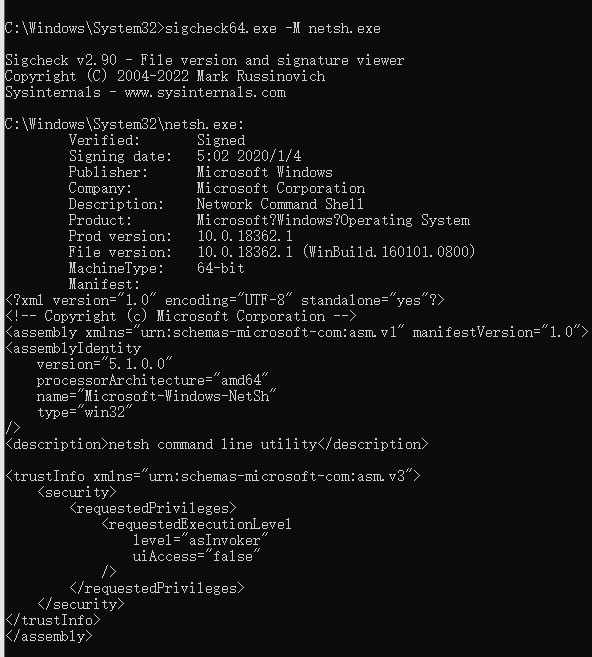 C:\Windows\System32>sigcheck64.exe -M netsh.exe
Sigcheck v2.90 - File version and signature viewer
Copyright (C) 2004-2022 Mark Russinovich
Sysinternals - www.sysinternals.com
C:\Windows\System32\netsh.exe:
Verified: Signed
Signing date: 5:02 2020/1/4
Publisher: Microsoft Windows
Company: Microsoft Corporation
Description: Network Command Shell
Product: Microsoft?Windows?Operating System
Prod version: 10.0.18362.1
File version: 10.0.18362.1 (WinBuild.160101.0800)
MachineType: 64-bit
Manifest:
<?xml version="1.0" encoding="UTF-8" standalone="yes"?>
<!-- Copyright (c) Microsoft Corporation -->
<assembly xmlns="urn:schemas-microsoft-com:asm.v1" manifestVersion="1.0">
<assemblyIdentity
version="5.1.0.0"
processorArchitecture="amd64"
name="Microsoft-Windows-NetSh"
type="win32"
/>
<description>netsh command line utility</description>
<trustInfo xmlns="urn:schemas-microsoft-com:asm.v3">
<security>
<requestedPrivileges>
<requestedExecutionLevel
level="asInvoker"
uiAccess="false"
/>
</requestedPrivileges>
</security>
</trustInfo>
</assembly>